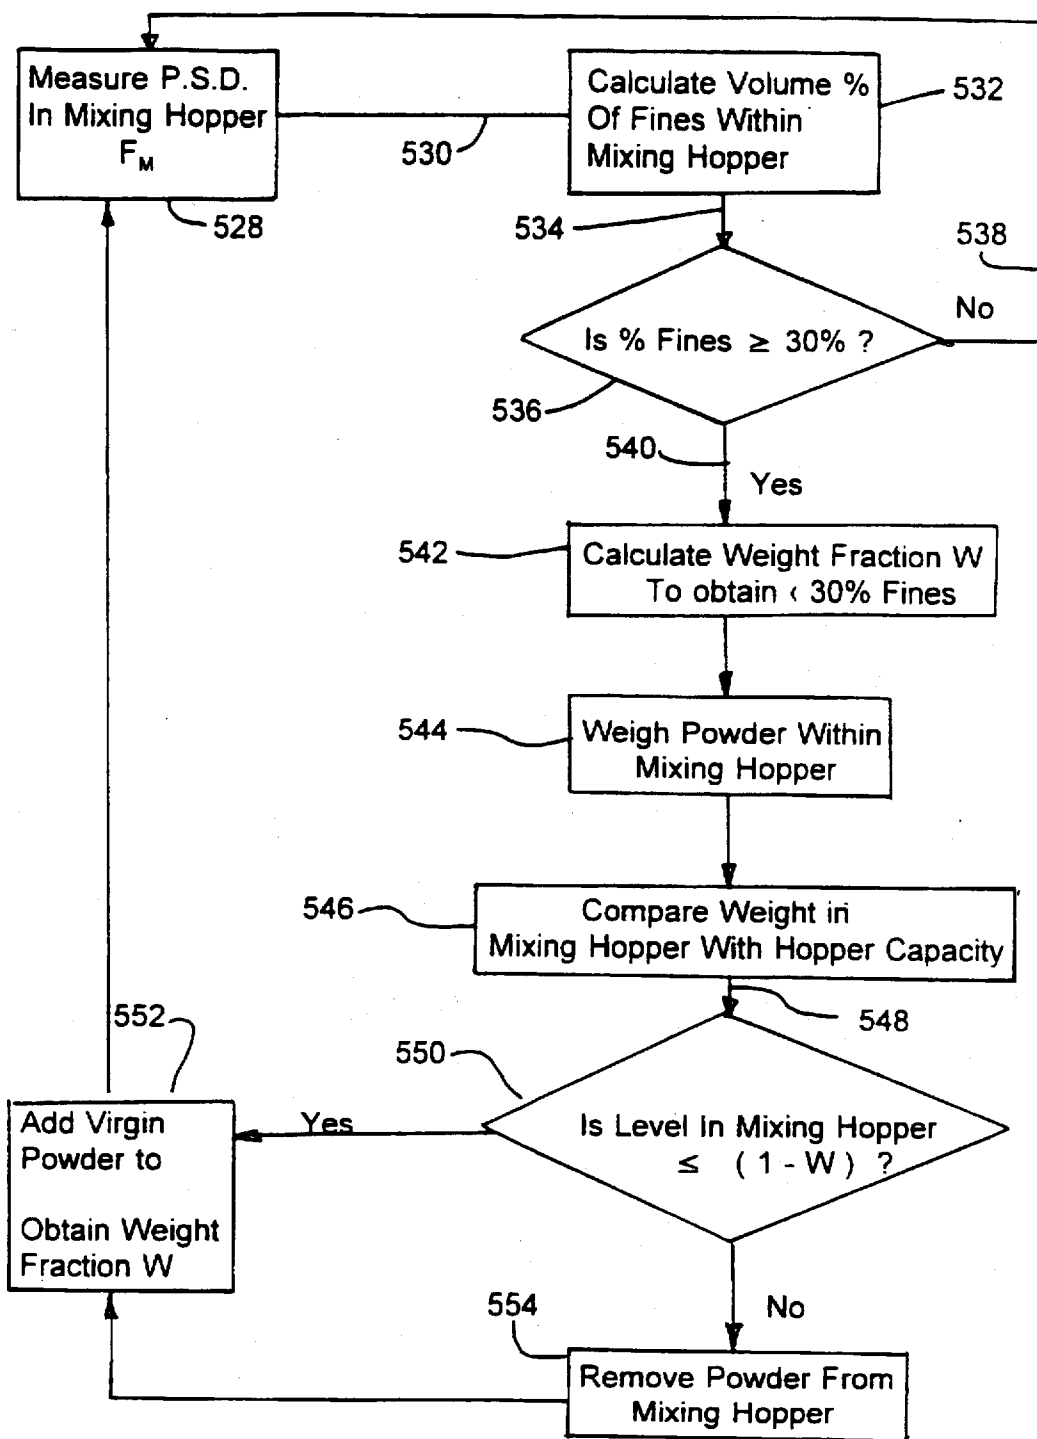 Measure P.S.D.
In Mixing Hopper
F_M
528
530
Calculate Volume %
Of Fines Within
Mixing Hopper
532
534
538
No
Is % Fines ≥ 30% ?
536
540
Yes
542
Calculate Weight Fraction W
To obtain < 30% Fines
544
Weigh Powder Within
Mixing Hopper
546
Compare Weight in
Mixing Hopper With Hopper Capacity
548
550
Is Level In Mixing Hopper
≤ ( 1 - W ) ?
Yes
552
Add Virgin
Powder to
Obtain Weight
Fraction W
No
554
Remove Powder From
Mixing Hopper